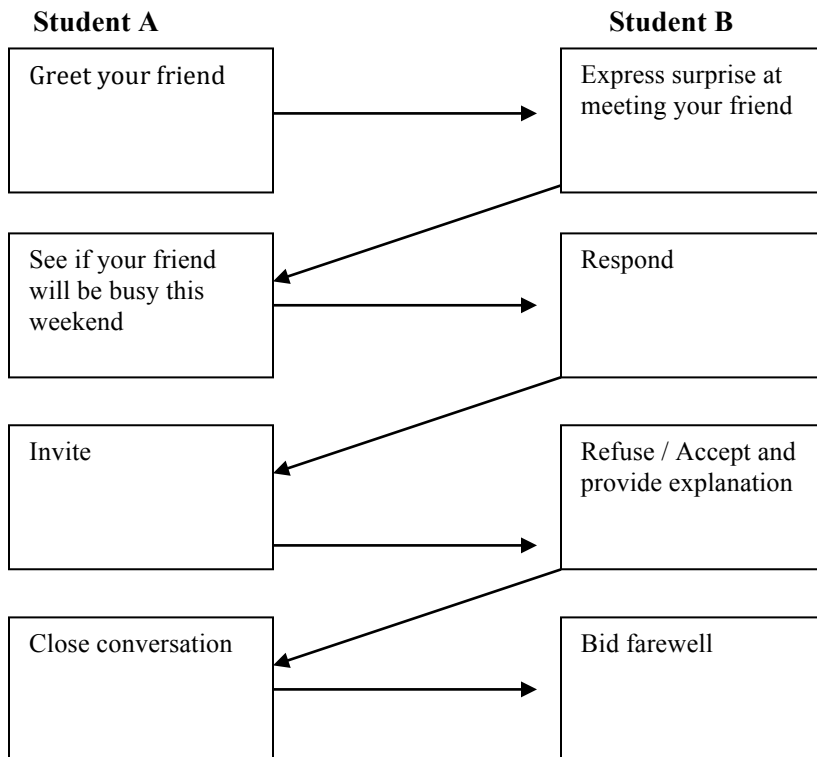 Student A
Student B
Greet your friend
Express surprise at
meeting your friend
See if your friend
will be busy this
weekend
Respond
Invite
Refuse / Accept and
provide explanation
Close conversation
Bid farewell